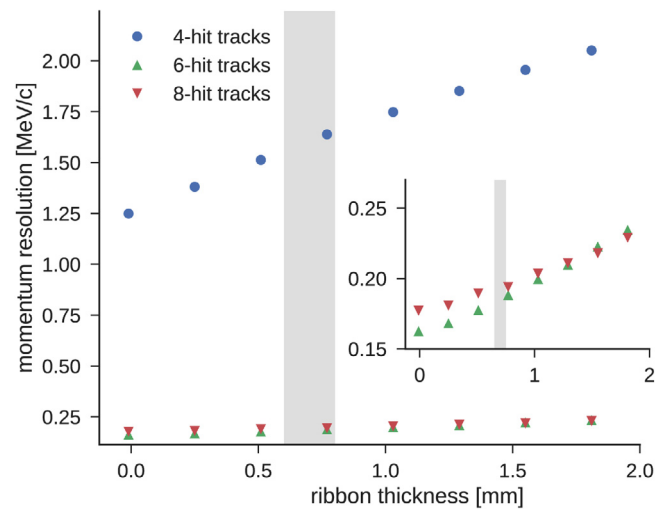 4-hit tracks
6-hit tracks
8-hit tracks
momentum resolution [MeV/c]
2.00
1.75
1.50
1.25
1.00
0.75
0.50
0.25
0.25
0.20
0.15
0 1 2
0.0 0.5 1.0 1.5 2.0
ribbon thickness [mm]